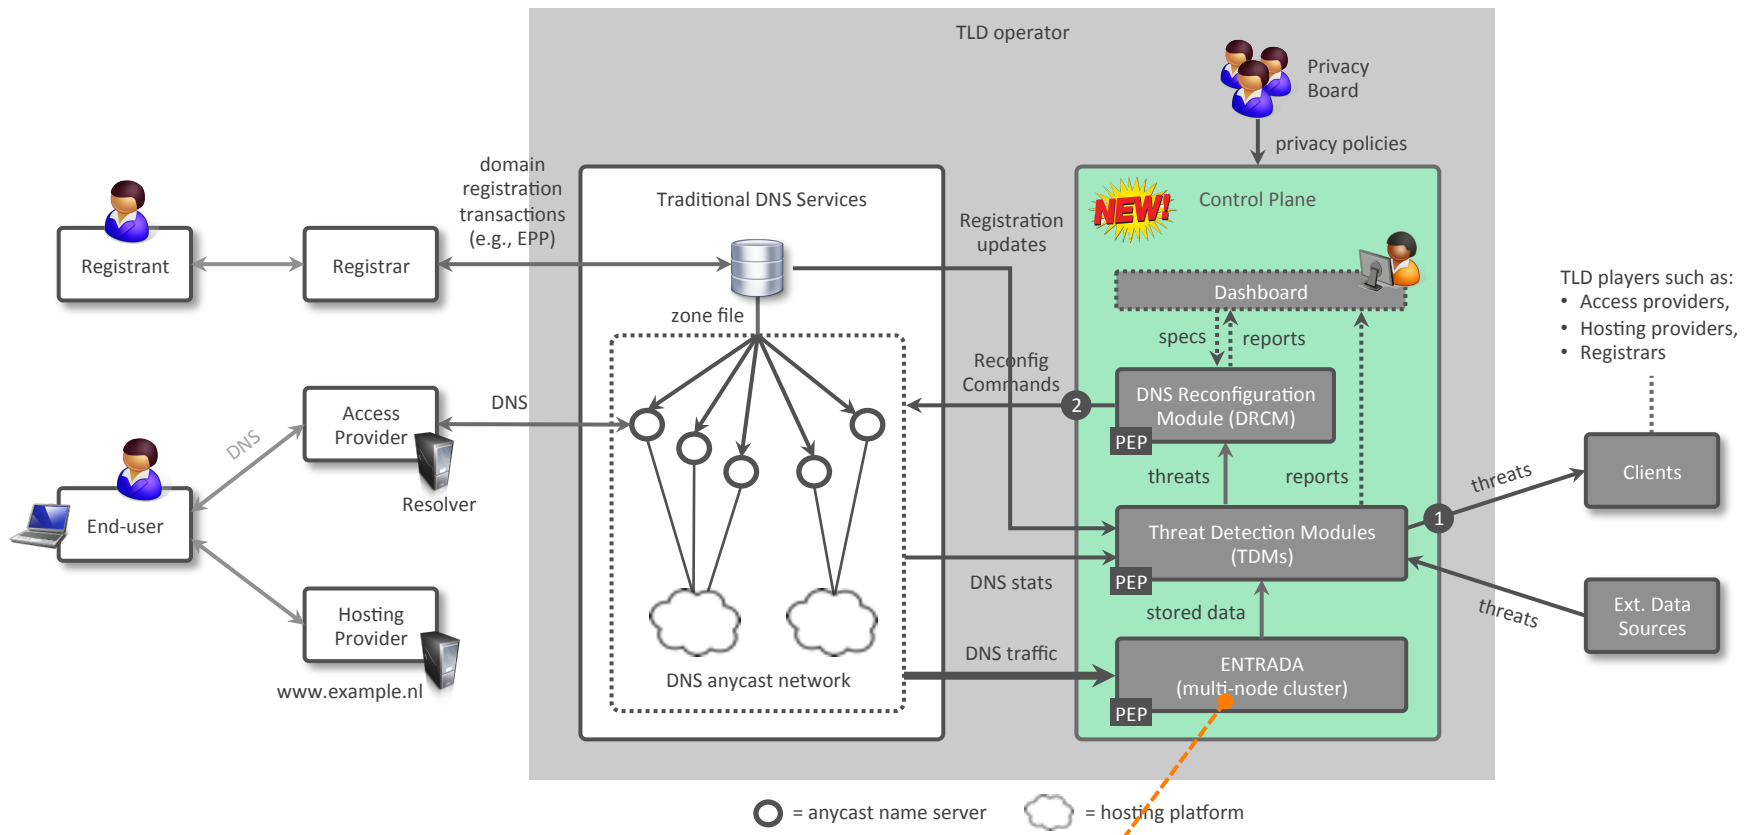 TLD operator
Privacy
Board
privacy policies
domain
registration
transactions
(e.g., EPP)
Traditional DNS Services
Registration
updates
NEW!
Control Plane
Registrant
Registrar
Dashboard
TLD players such as:
• Access providers,
• Hosting providers,
• Registrars
zone file
specs
reports
Reconfig
Commands
2
DNS Reconfiguration
Module (DRCM)
PEP
Access
Provider
DNS
DNS
Resolver
threats
reports
threats
Clients
1
End-user
Threat Detection Modules
(TDMs)
PEP
DNS stats
stored data
threats
Ext. Data
Sources
Hosting
Provider
www.example.nl
DNS anycast network
DNS traffic
ENTRADA
(multi-node cluster)
PEP
= anycast name server
= hosting platform